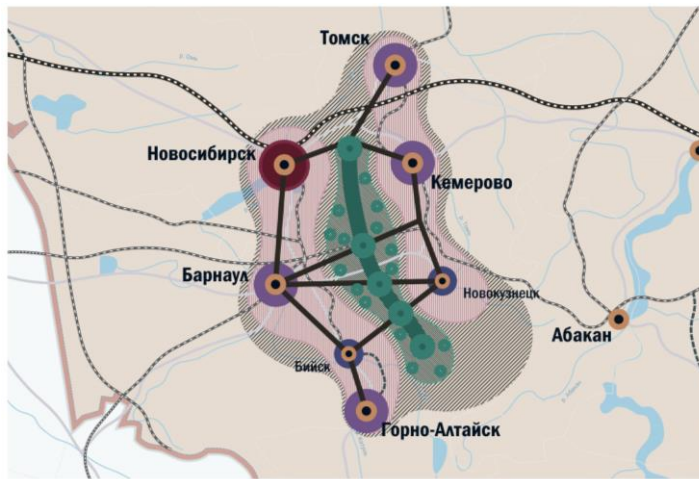 Томск
Новосибирск
Кемерово
Барнаул
Новокузнецк
Абакан
Бийск
Горно-Алтайск